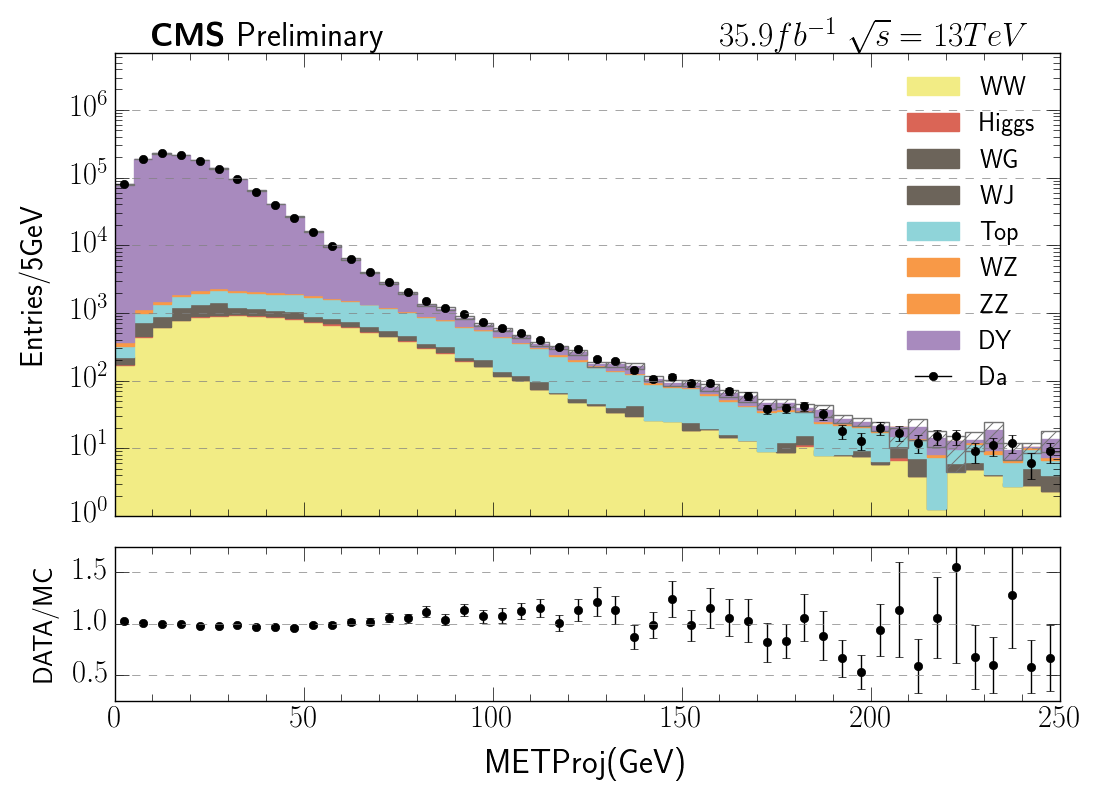 CMS Preliminary 35.9fb⁻¹ √s = 13TeV
Entries/5GeV
10⁶
10⁵
10⁴
10³
10²
10¹
10⁰
WW
Higgs
WG
WJ
Top
WZ
ZZ
DY
Da
DATA/MC
1.5
1.0
0.5
0 50 100 150 200 250
METProj(GeV)